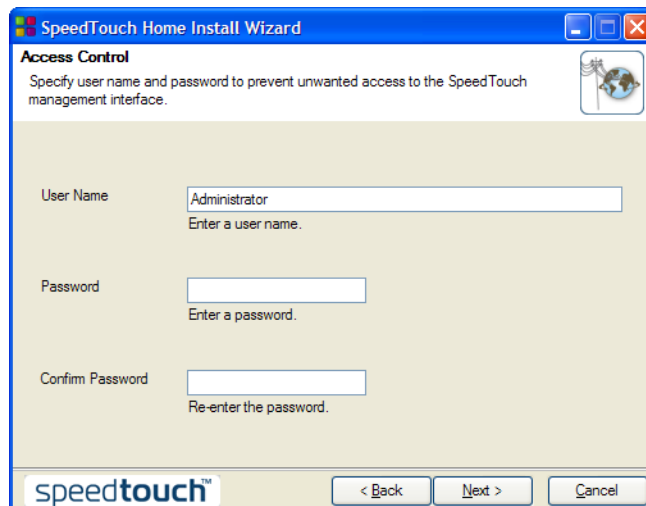 SpeedTouch Home Install Wizard
Access Control
Specify user name and password to prevent unwanted access to the SpeedTouch
management interface.
User Name
Administrator
Enter a user name.
Password
Enter a password.
Confirm Password
Re-enter the password.
speedtouch™
< Back
Next >
Cancel